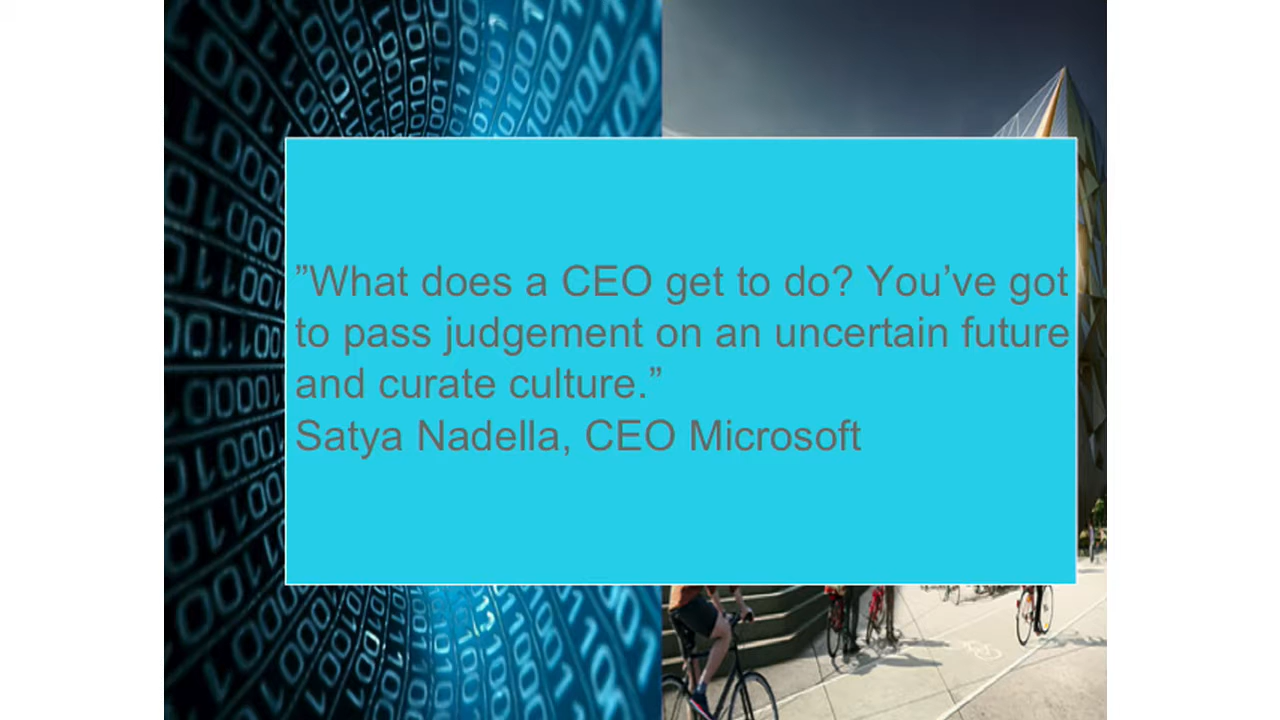 ”What does a CEO get to do? You’ve got
to pass judgement on an uncertain future
and curate culture.”
Satya Nadella, CEO Microsoft